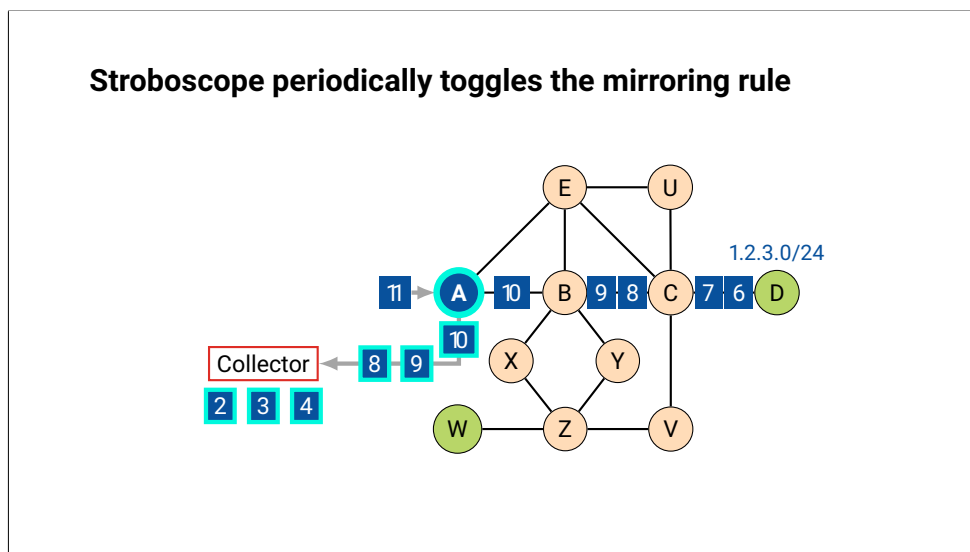 Stroboscope periodically toggles the mirroring rule
E U
1.2.3.0/24
11 A 10 B 9 8 C 7 6 D
10
Collector 8 9 X Y
2 3 4
W Z V